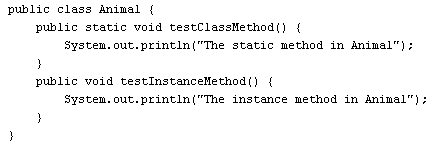 public class Animal {
    public static void testClassMethod() {
        System.out.println("The static method in Animal");
    }
    public void testInstanceMethod() {
        System.out.println("The instance method in Animal");
    }
}